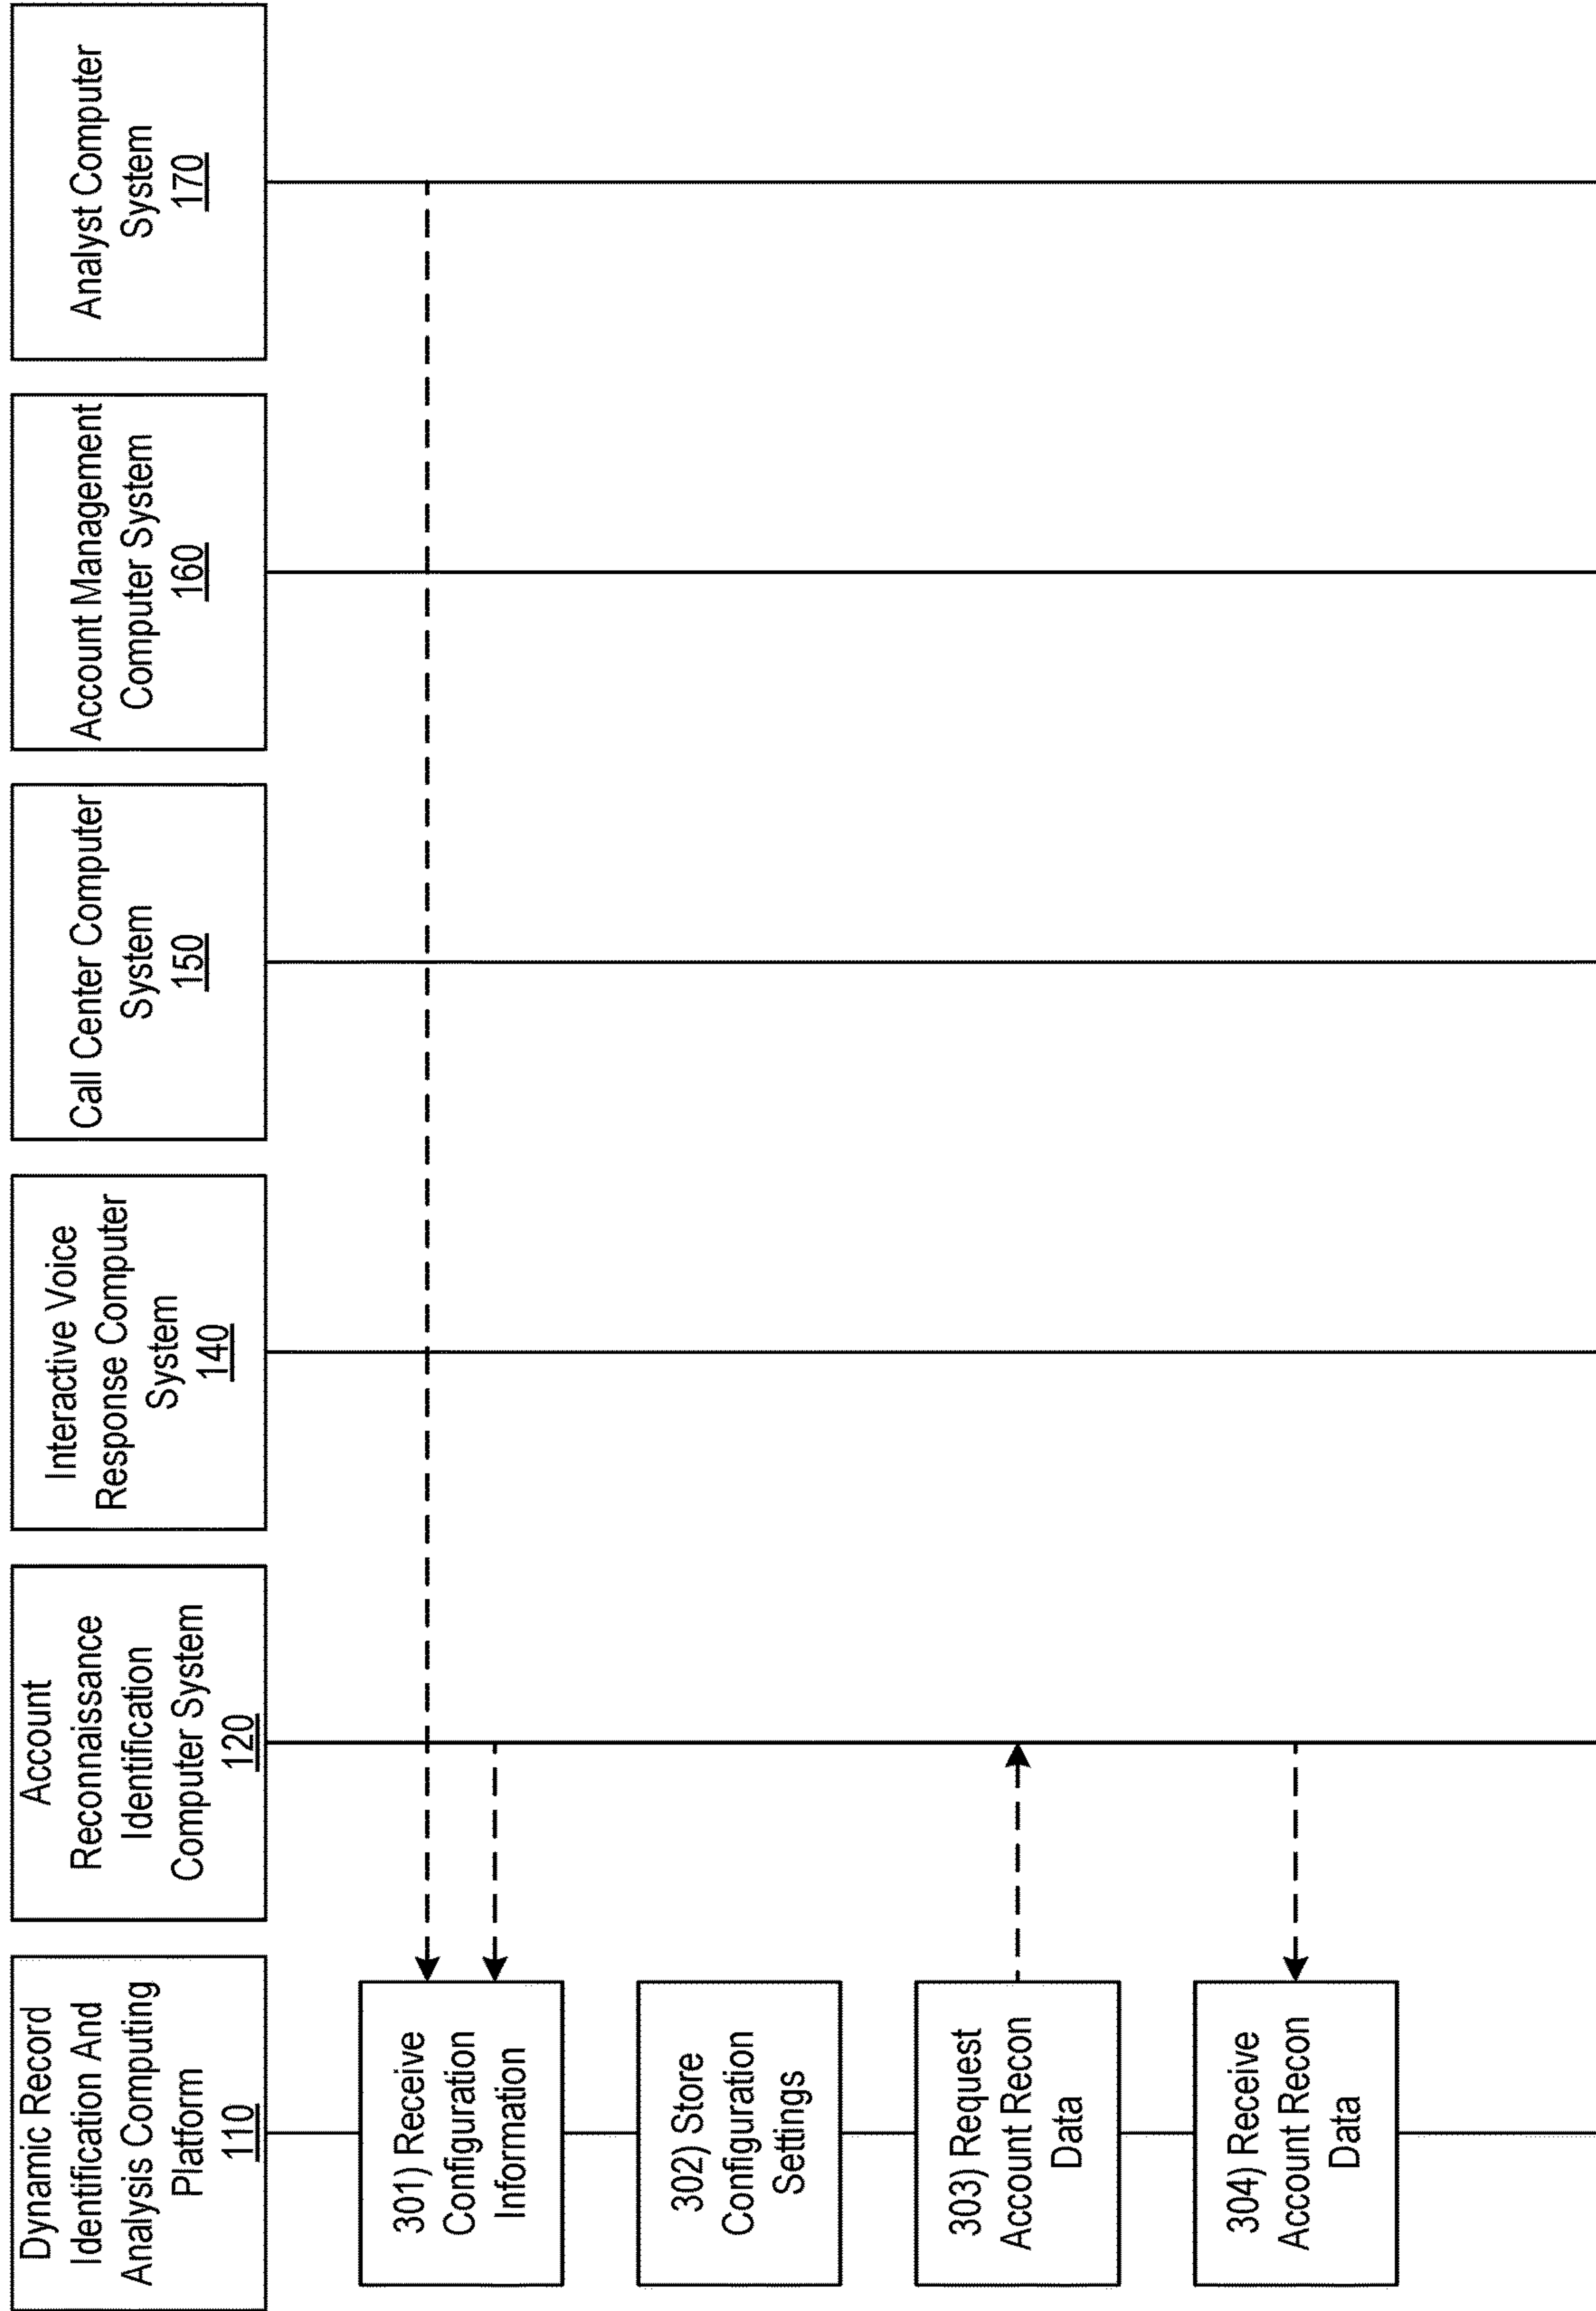 Dynamic Record
Identification And
Analysis Computing
Platform
110
Account
Reconnaissance
Identification
Computer System
120
Interactive Voice
Response Computer
System
140
Call Center Computer
System
150
Account Management
Computer System
160
Analyst Computer
System
170
301) Receive
Configuration
Information
302) Store
Configuration
Settings
303) Request
Account Recon
Data
304) Receive
Account Recon
Data